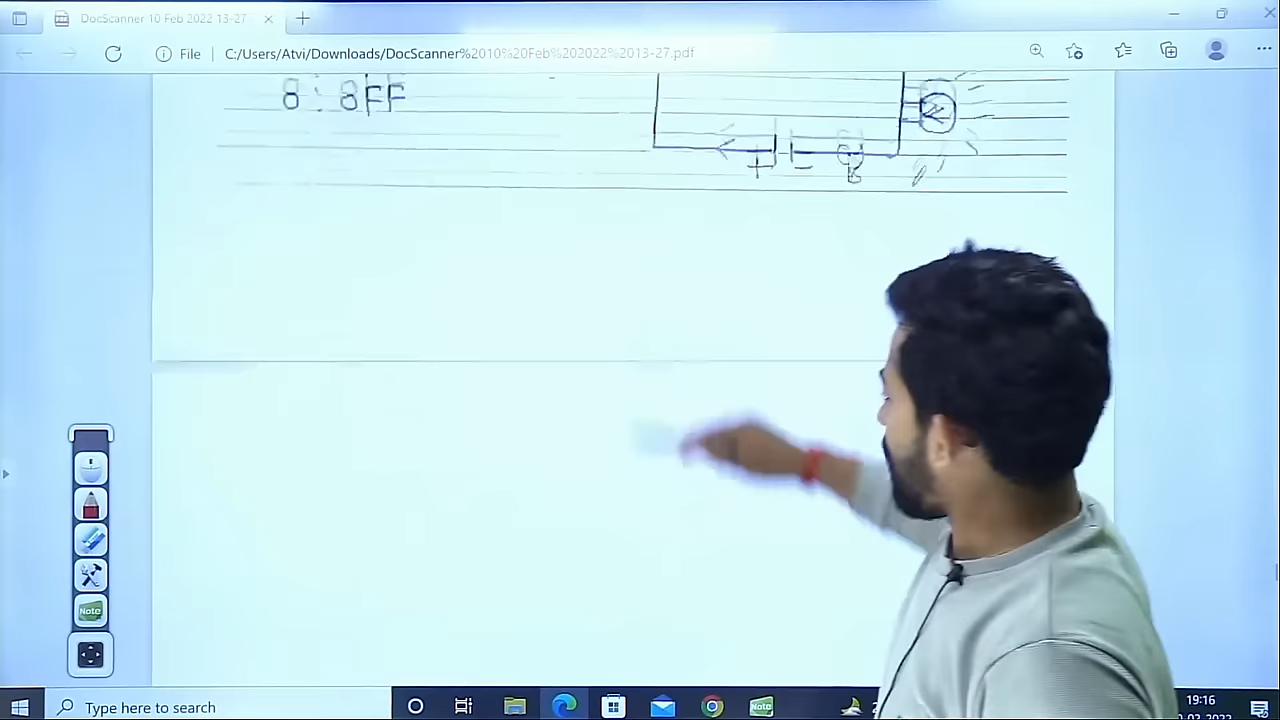 DocScanner 10 Feb 2022 13-27
File
C:/Users/Atvi/Downloads/DocScanner%2010%20Feb%202022%2013-27.pdf
8 : 8FF
+ - B
Note
Type here to search
Note
19:16